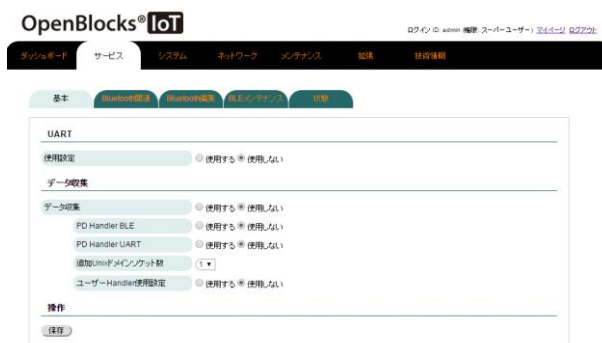 OpenBlocks® IoT
ログイン ID: admin (権限: スーパーユーザー) マイページ ログアウト
ダッシュボード サービス システム ネットワーク メンテナンス 拡張 技術情報
基本 Bluetooth関連 Bluetooth編集 BLEメンテナンス 状態
UART
使用設定 使用する 使用しない
データ収集
データ収集 使用する 使用しない
PD Handler BLE 使用する 使用しない
PD Handler UART 使用する 使用しない
追加Unixドメインソケット数 1
ユーザーHandler使用設定 使用する 使用しない
操作
保存